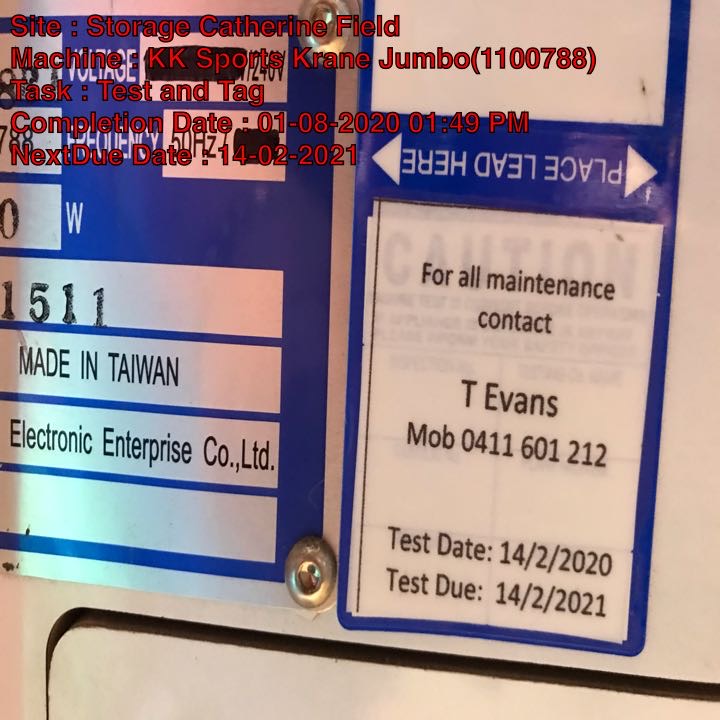 Site : Storage Catherine Field
Machine : KK Sports Krane Jumbo(1100788)
Task : Test and Tag
Completion Date : 01-08-2020 01:49 PM
NextDue Date : 14-02-2021
VOLTAGE /240V
788 FREQUENCY 50Hz/
0 W
1511
MADE IN TAIWAN
Electronic Enterprise Co.,Ltd.
PLACE LEAD HERE
CAUTION
For all maintenance
contact
T Evans
Mob 0411 601 212
Test Date: 14/2/2020
Test Due: 14/2/2021